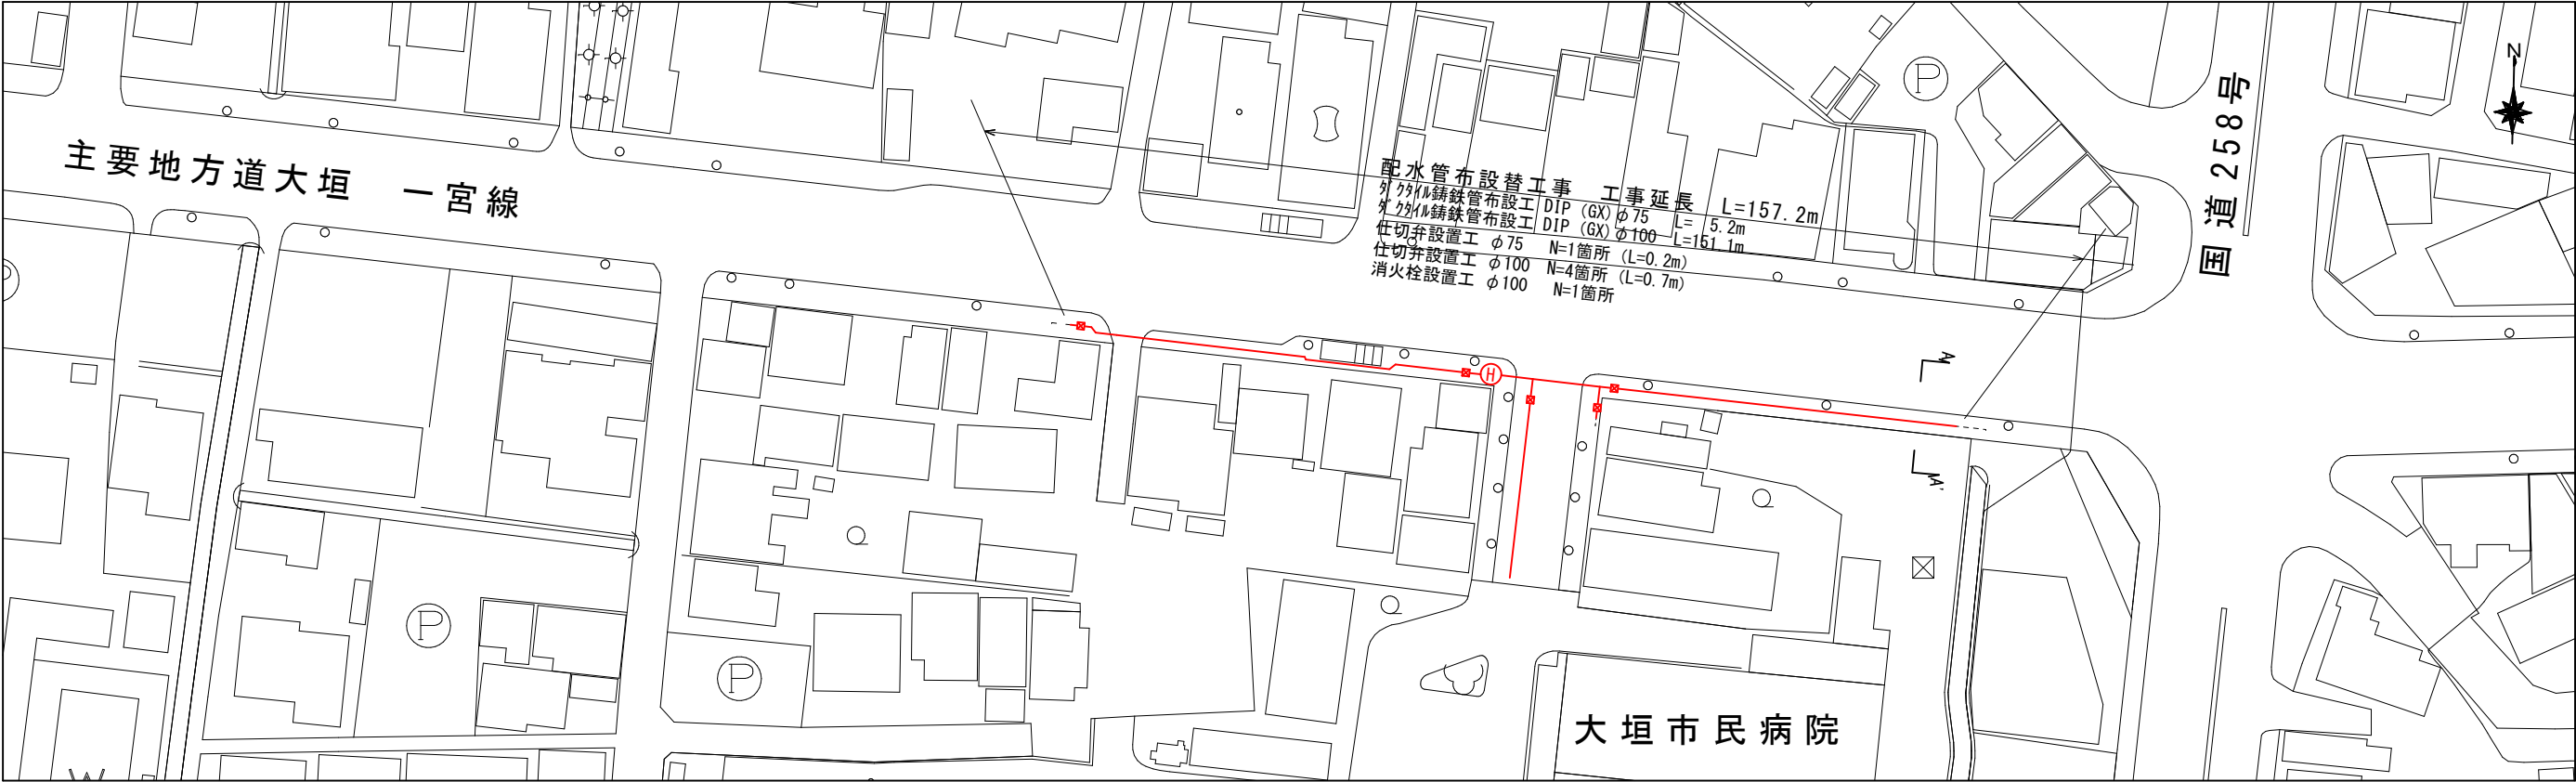 主要地方道大垣　一宮線
配水管布設替工事　工事延長　L=157.2m
ダクタイル鋳鉄管布設工 DIP (GX) φ75　L=　5.2m
ダクタイル鋳鉄管布設工 DIP (GX) φ100　L=151.1m
仕切弁設置工 φ75　N=1箇所 (L=0.2m)
仕切弁設置工 φ100　N=4箇所 (L=0.7m)
消火栓設置工 φ100　N=1箇所
国道258号
N
P
A
H
A'
P
P
大垣市民病院
W